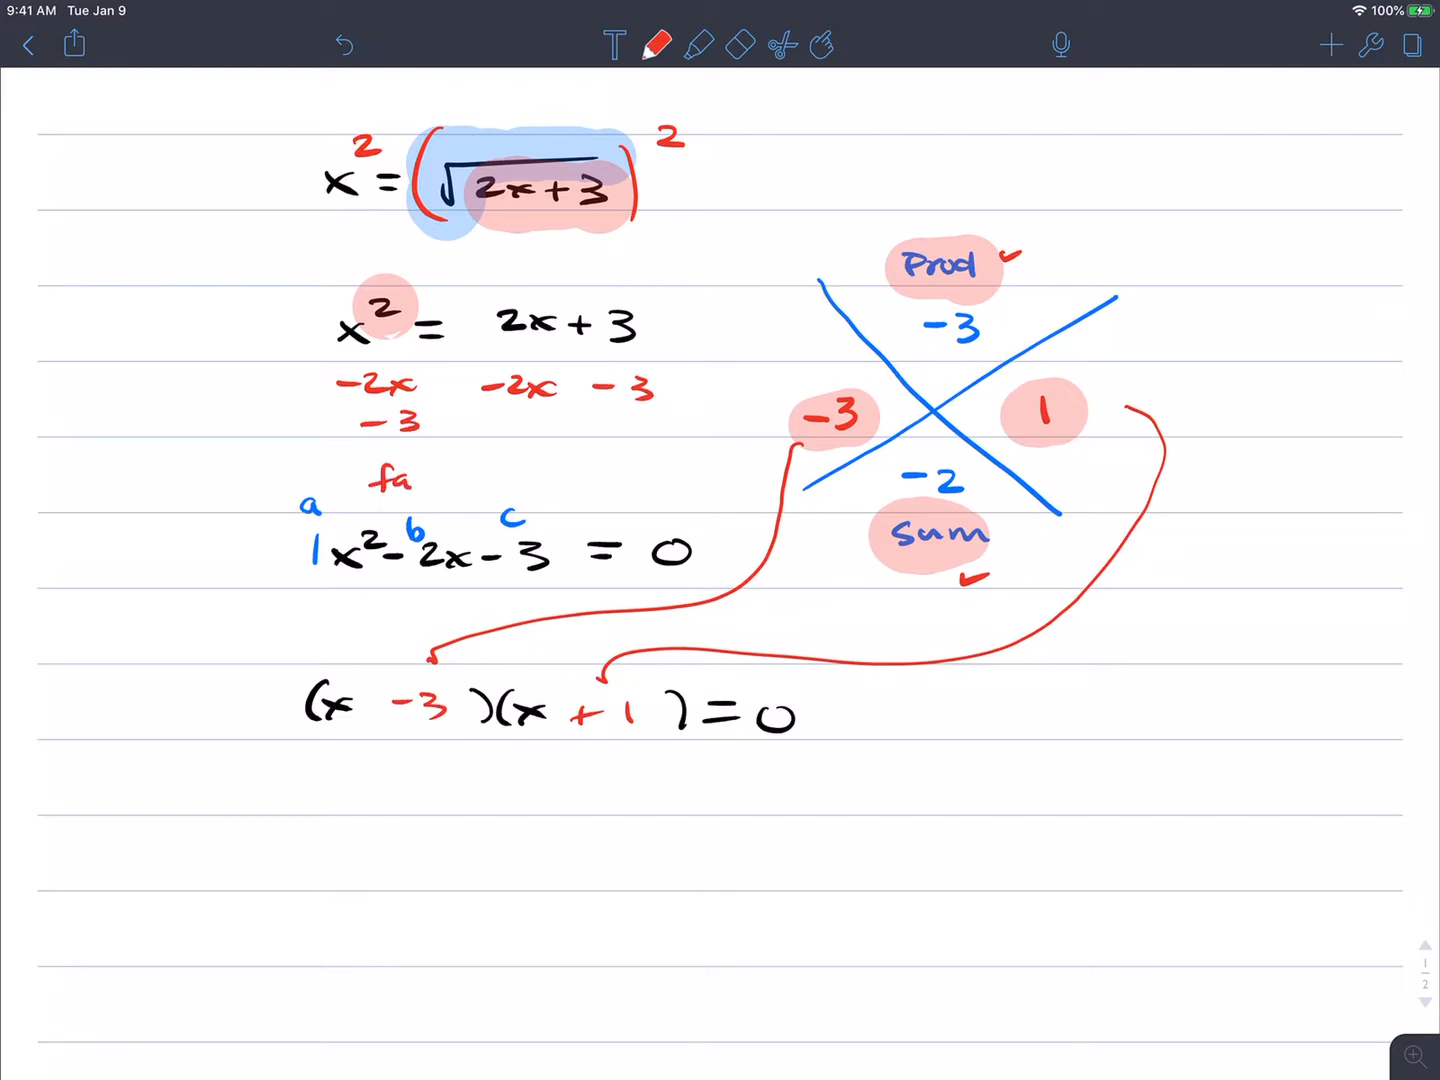 9:41 AM Tue Jan 9
100%
T
x² = (√2x + 3)²
x² = 2x + 3
-2x -2x - 3
- 3
fa
a b c
1x² - 2x - 3 = 0
(x - 3)(x + 1) = 0
Prod
-3
-3 1
-2
Sum
1
2